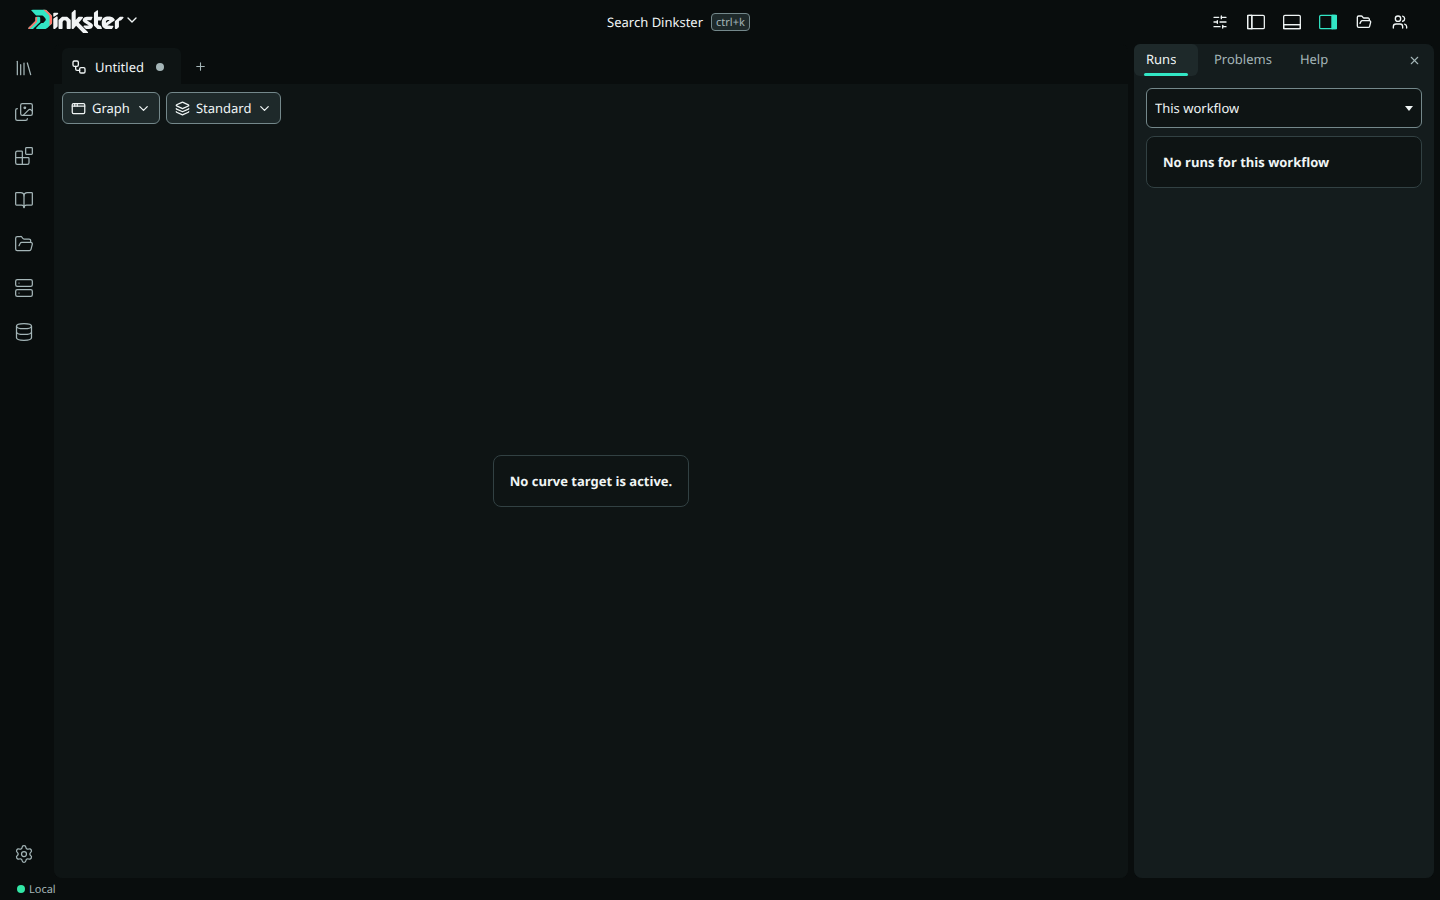 Dinkster
Search Dinkster ctrl+k
Untitled
Graph
Standard
No curve target is active.
Runs
Problems
Help
This workflow
No runs for this workflow
Local